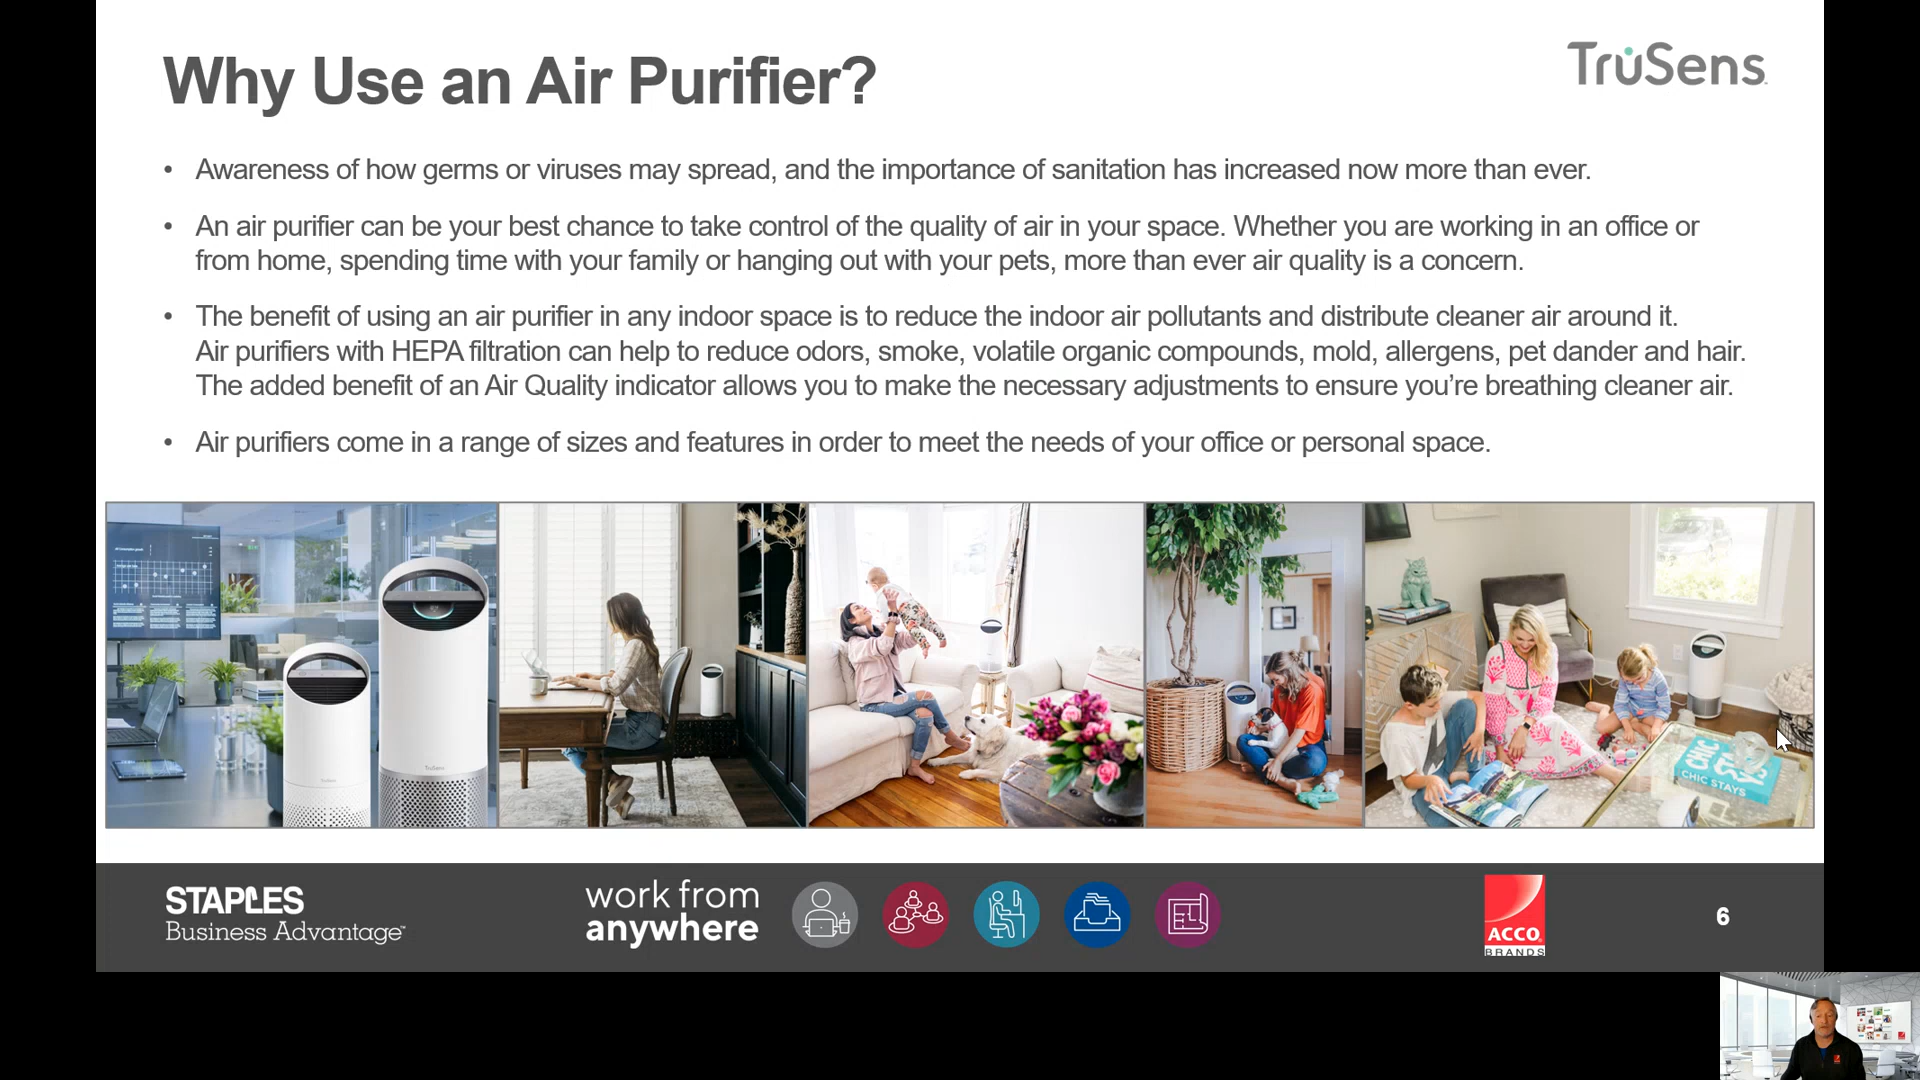 Why Use an Air Purifier?
TruSens
• Awareness of how germs or viruses may spread, and the importance of sanitation has increased now more than ever.
• An air purifier can be your best chance to take control of the quality of air in your space. Whether you are working in an office or
from home, spending time with your family or hanging out with your pets, more than ever air quality is a concern.
• The benefit of using an air purifier in any indoor space is to reduce the indoor air pollutants and distribute cleaner air around it.
Air purifiers with HEPA filtration can help to reduce odors, smoke, volatile organic compounds, mold, allergens, pet dander and hair.
The added benefit of an Air Quality indicator allows you to make the necessary adjustments to ensure you’re breathing cleaner air.
• Air purifiers come in a range of sizes and features in order to meet the needs of your office or personal space.
TruSens
CHIC
CHIC STAYS
STAPLES
Business Advantage™
work from
anywhere
ACCO
BRANDS
6